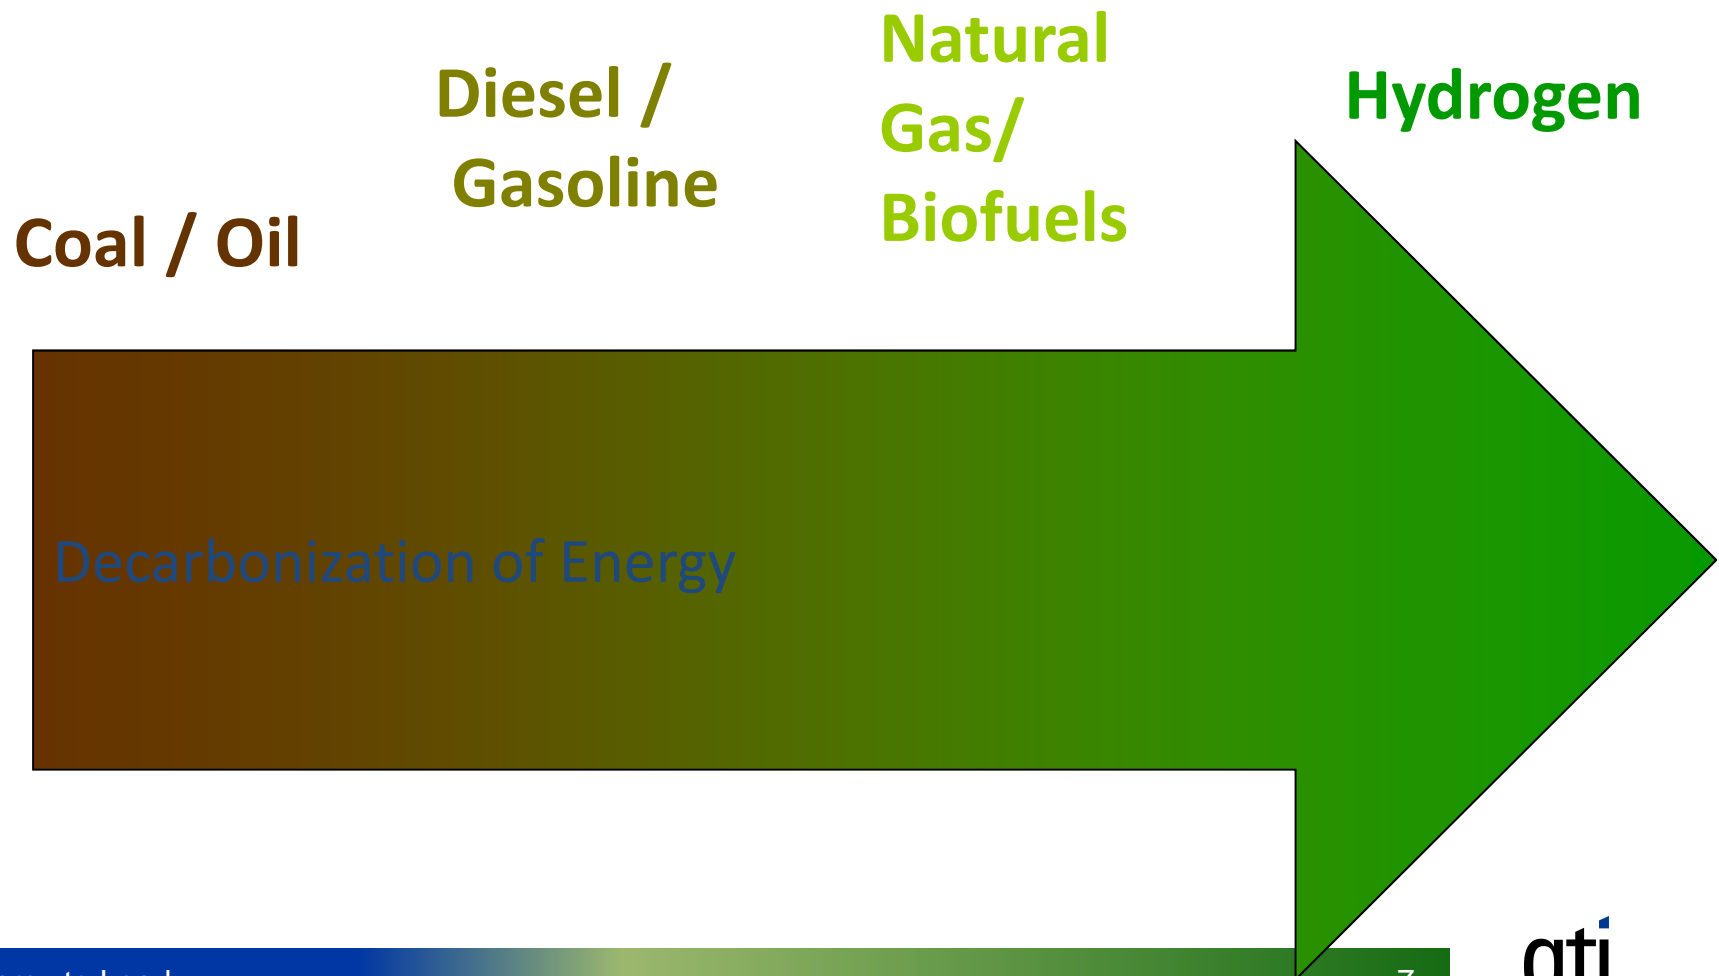 Natural
Diesel /
Gas/
Hydrogen
Gasoline
Biofuels
Coal / Oil
Decarbonization of Energy
gti